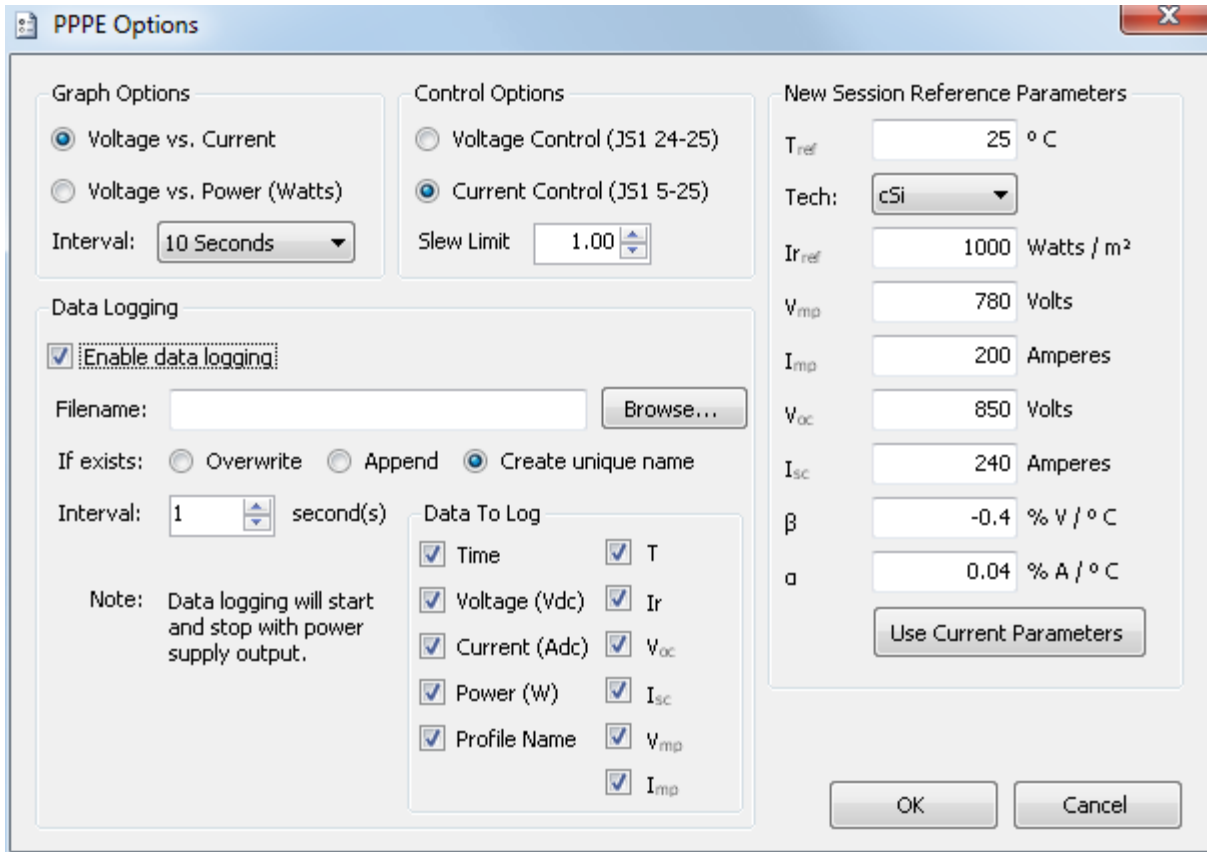 PPPE Options
Graph Options
Voltage vs. Current
Voltage vs. Power (Watts)
Interval: 10 Seconds
Control Options
Voltage Control (JS1 24-25)
Current Control (JS1 5-25)
Slew Limit 1.00
Data Logging
Enable data logging
Filename: Browse...
If exists: Overwrite Append Create unique name
Interval: 1 second(s)
Note: Data logging will start
and stop with power
supply output.
Data To Log
Time T
Voltage (Vdc) Ir
Current (Adc) Voc
Power (W) Isc
Profile Name Vmp
Imp
New Session Reference Parameters
Tref 25 º C
Tech: cSi
Irref 1000 Watts / m²
Vmp 780 Volts
Imp 200 Amperes
Voc 850 Volts
Isc 240 Amperes
β -0.4 % V / º C
α 0.04 % A / º C
Use Current Parameters
OK Cancel